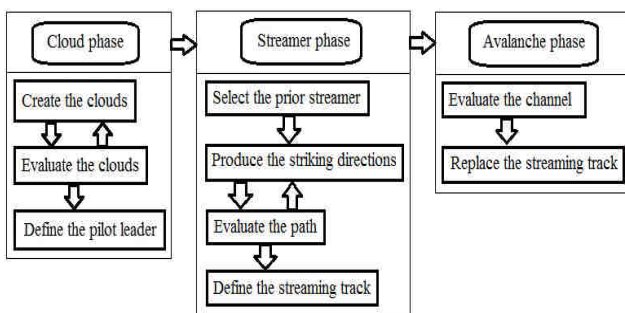 Cloud phase
Create the clouds
Evaluate the clouds
Define the pilot leader
Streamer phase
Select the prior streamer
Produce the striking directions
Evaluate the path
Define the streaming track
Avalanche phase
Evaluate the channel
Replace the streaming track